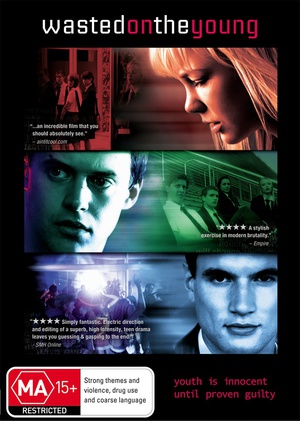 wastedontheyoung
"...an incredible film that you
should absolutely see."
- aintitcool.com
★★★★ A stylish
exercise in modern brutality."
- Empire
"★★★★★ Simply fantastic. Electric direction
and editing of a superb, high intensity, teen drama
leaves you guessing & gapping to the end!"
- SMH Online
MA 15+
RESTRICTED
Strong themes and
violence, drug use
and coarse language
youth is innocent
until proven guilty